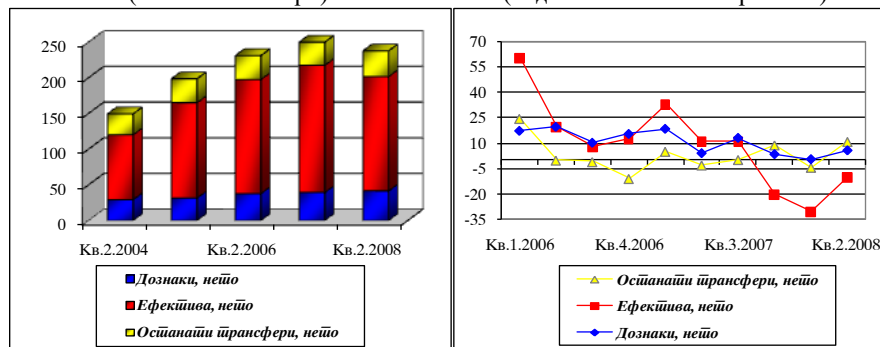 250
200
150
100
50
0
Кв.2.2004 Кв.2.2006 Кв.2.2008
Дознаки, нето
Ефектива, нето
Останати трансфери, нето
70
55
40
25
10
-5
-20
-35
Кв.1.2006 Кв.4.2006 Кв.3.2007 Кв.2.2008
Останати трансфери, нето
Ефектива, нето
Дознаки, нето